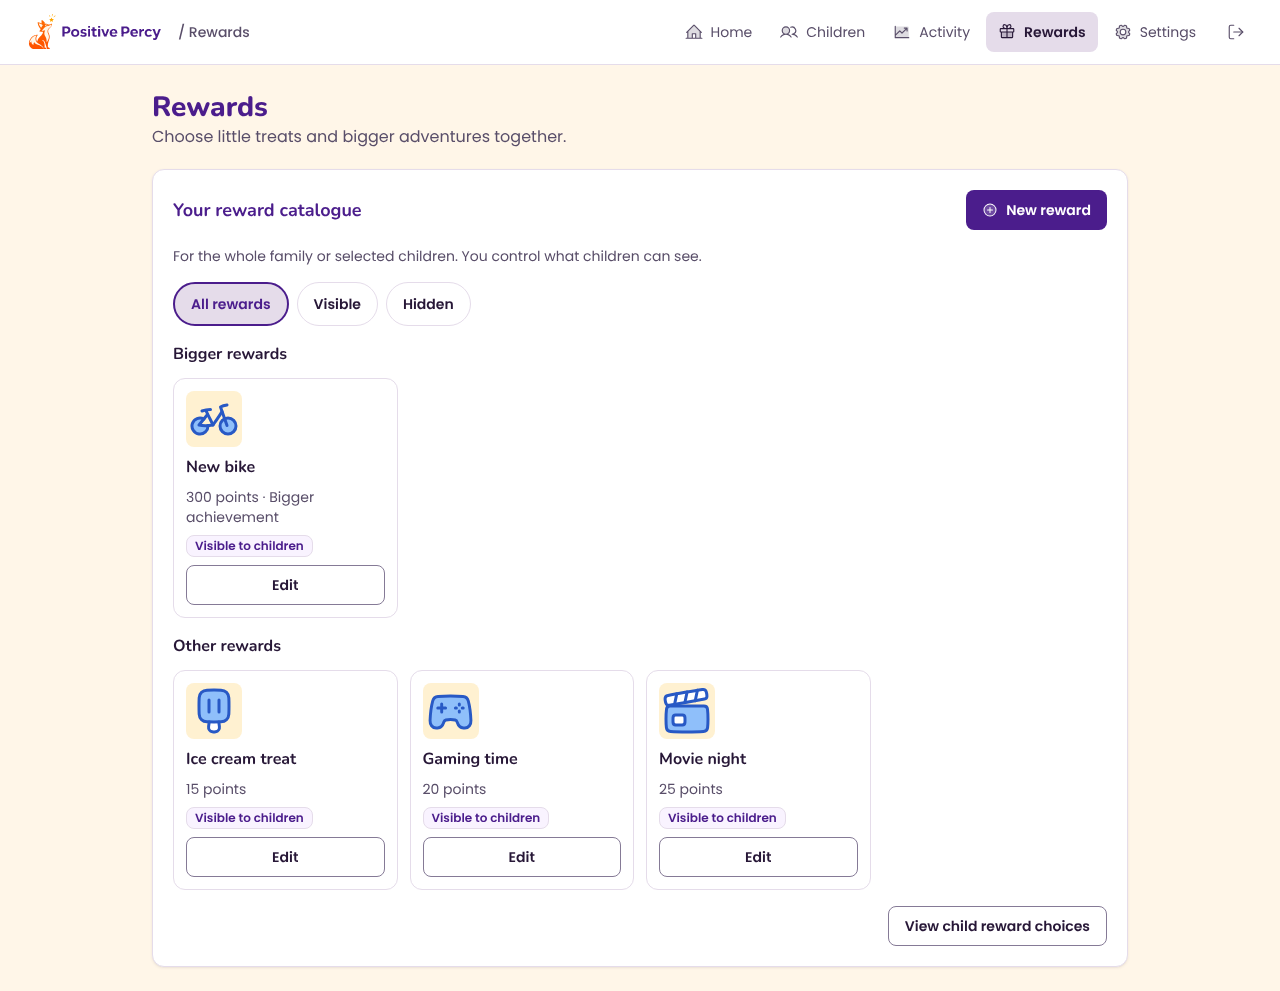 Positive Percy / Rewards
Home Children Activity Rewards Settings
Rewards
Choose little treats and bigger adventures together.
Your reward catalogue
New reward
For the whole family or selected children. You control what children can see.
All rewards Visible Hidden
Bigger rewards
New bike
300 points · Bigger
achievement
Visible to children
Edit
Other rewards
Ice cream treat
15 points
Visible to children
Edit
Gaming time
20 points
Visible to children
Edit
Movie night
25 points
Visible to children
Edit
View child reward choices